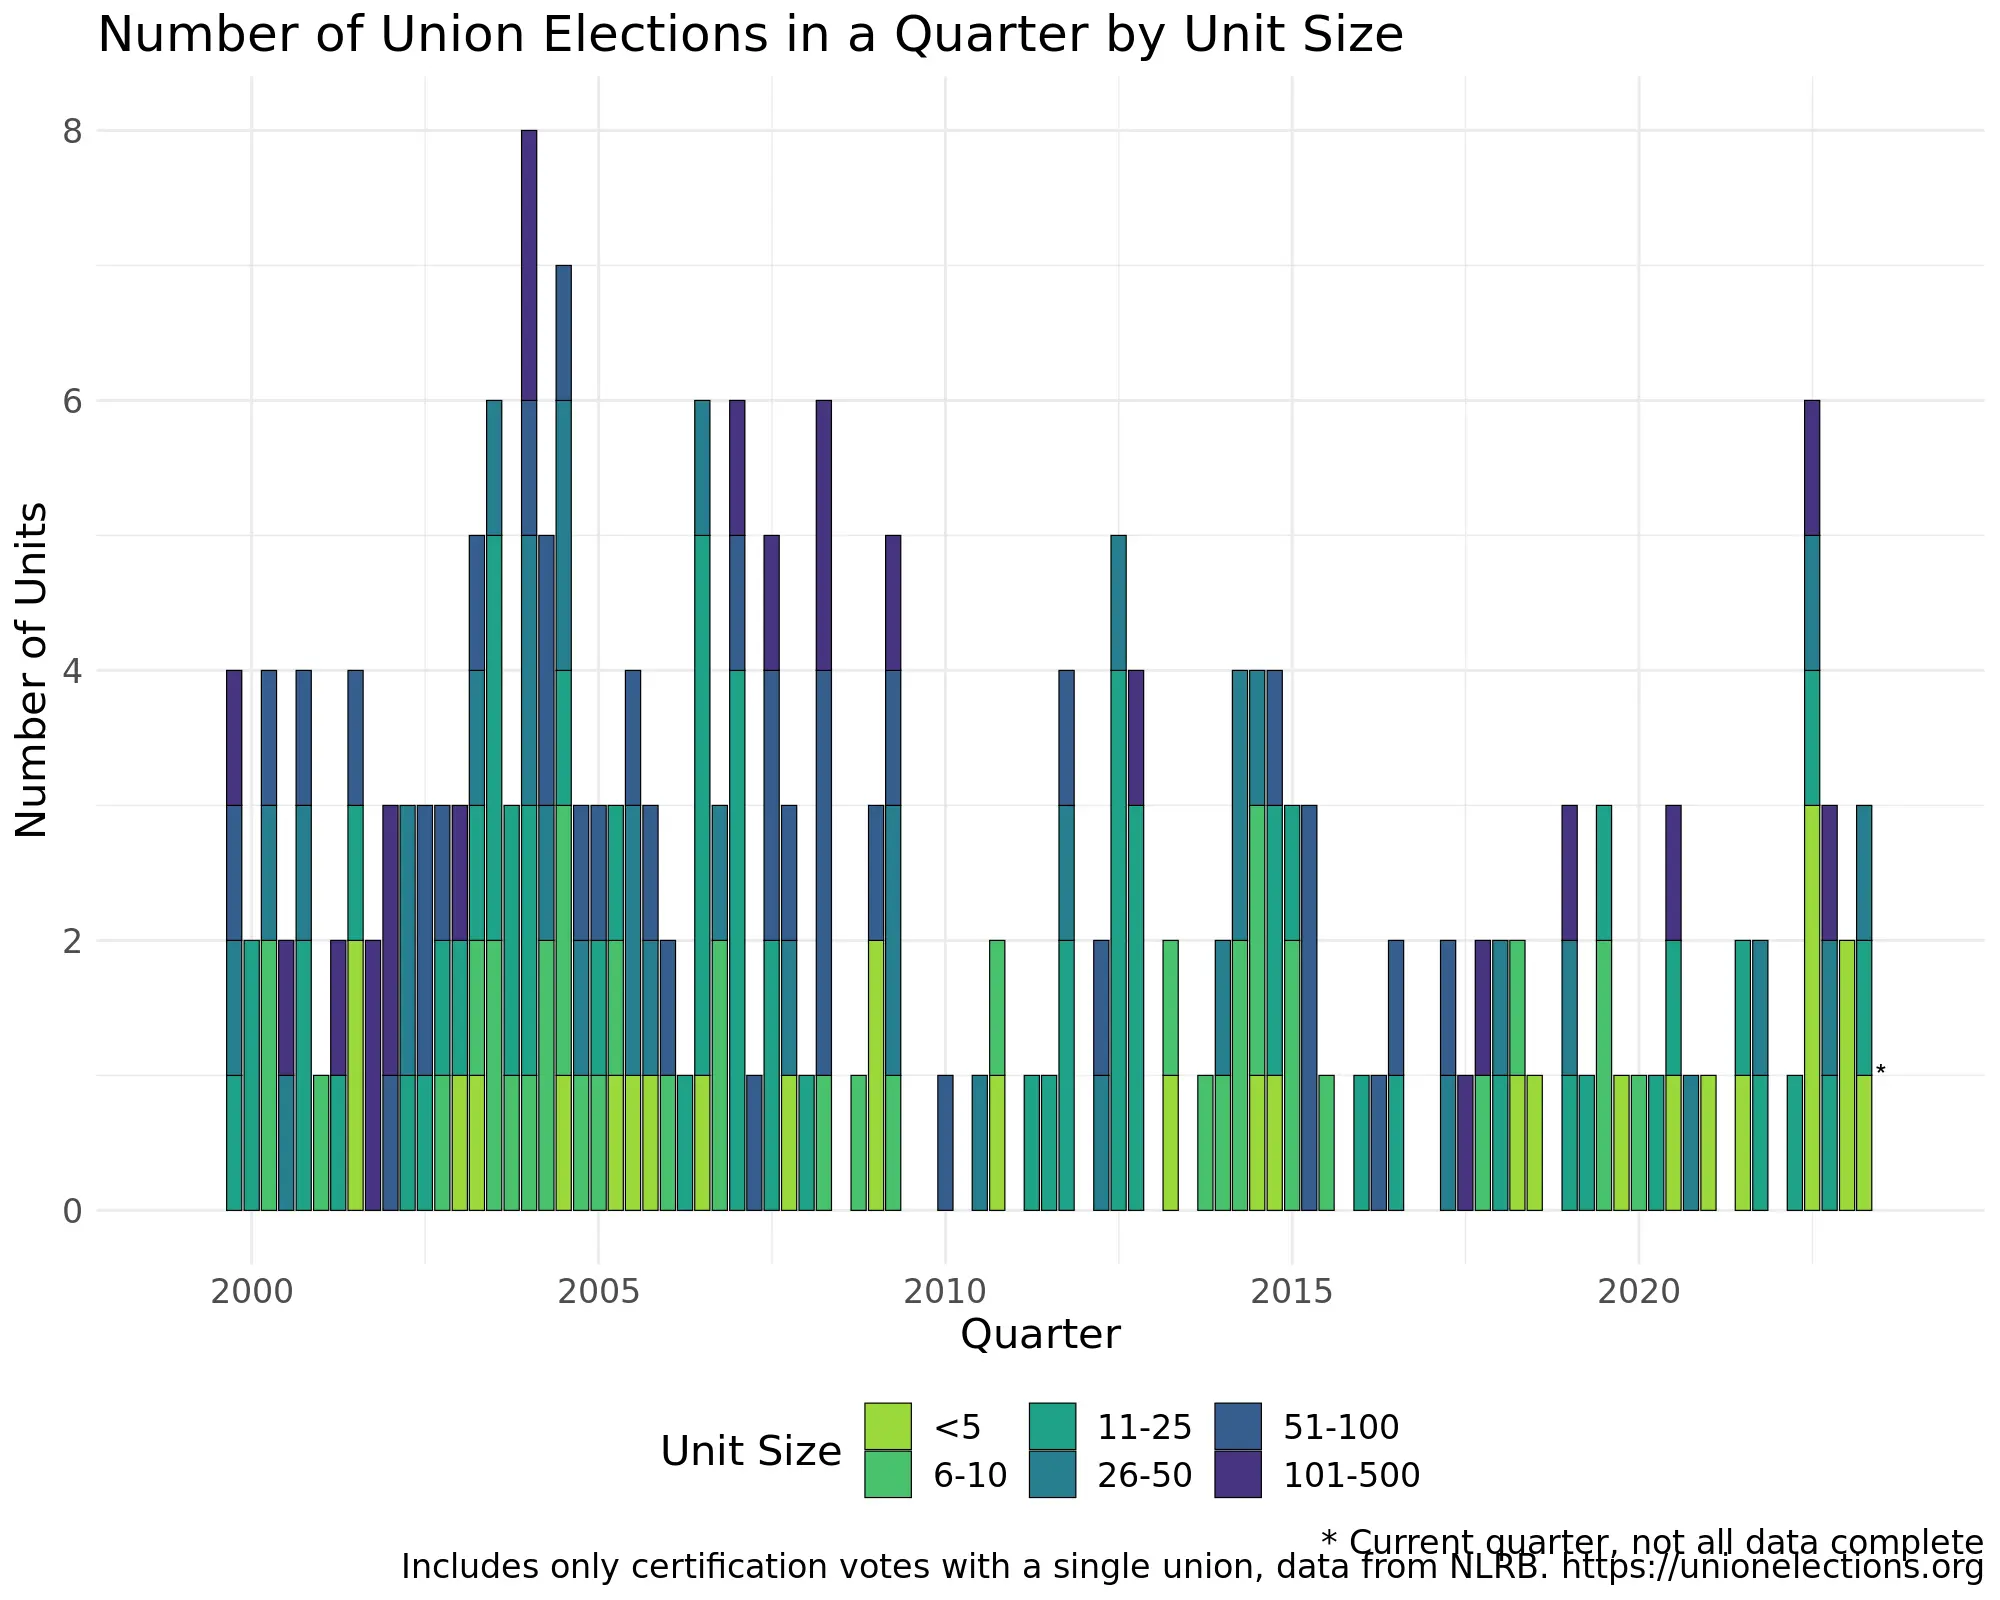 Number of Union Elections in a Quarter by Unit Size
Number of Units
8
6
4
2
0
*
2000 2005 2010 2015 2020
Quarter
Unit Size
<5 11-25 51-100
6-10 26-50 101-500
* Current quarter, not all data complete
Includes only certification votes with a single union, data from NLRB. https://unionelections.org